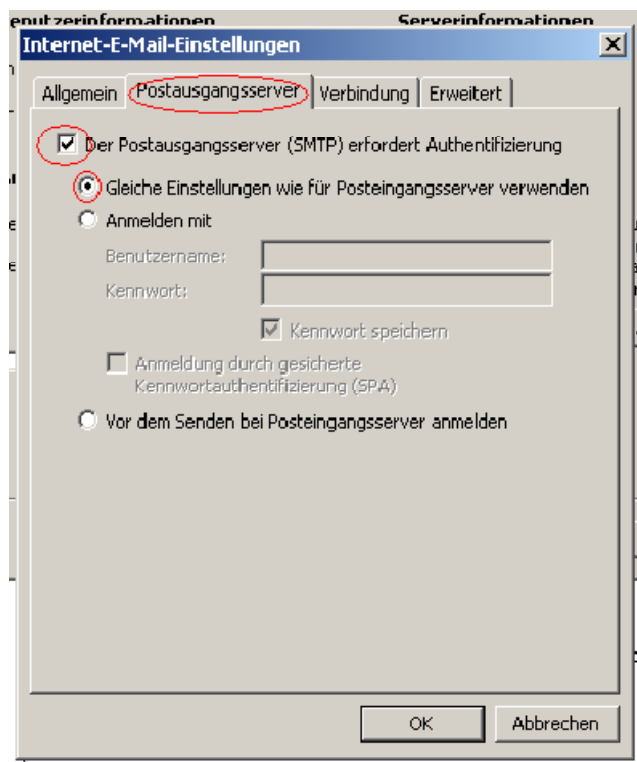 enutzerinformationen Serverinformationen
Internet-E-Mail-Einstellungen
Allgemein Postausgangsserver Verbindung Erweitert
Der Postausgangsserver (SMTP) erfordert Authentifizierung
Gleiche Einstellungen wie für Posteingangsserver verwenden
Anmelden mit
Benutzername:
Kennwort:
Kennwort speichern
Anmeldung durch gesicherte
Kennwortauthentifizierung (SPA)
Vor dem Senden bei Posteingangsserver anmelden
OK Abbrechen